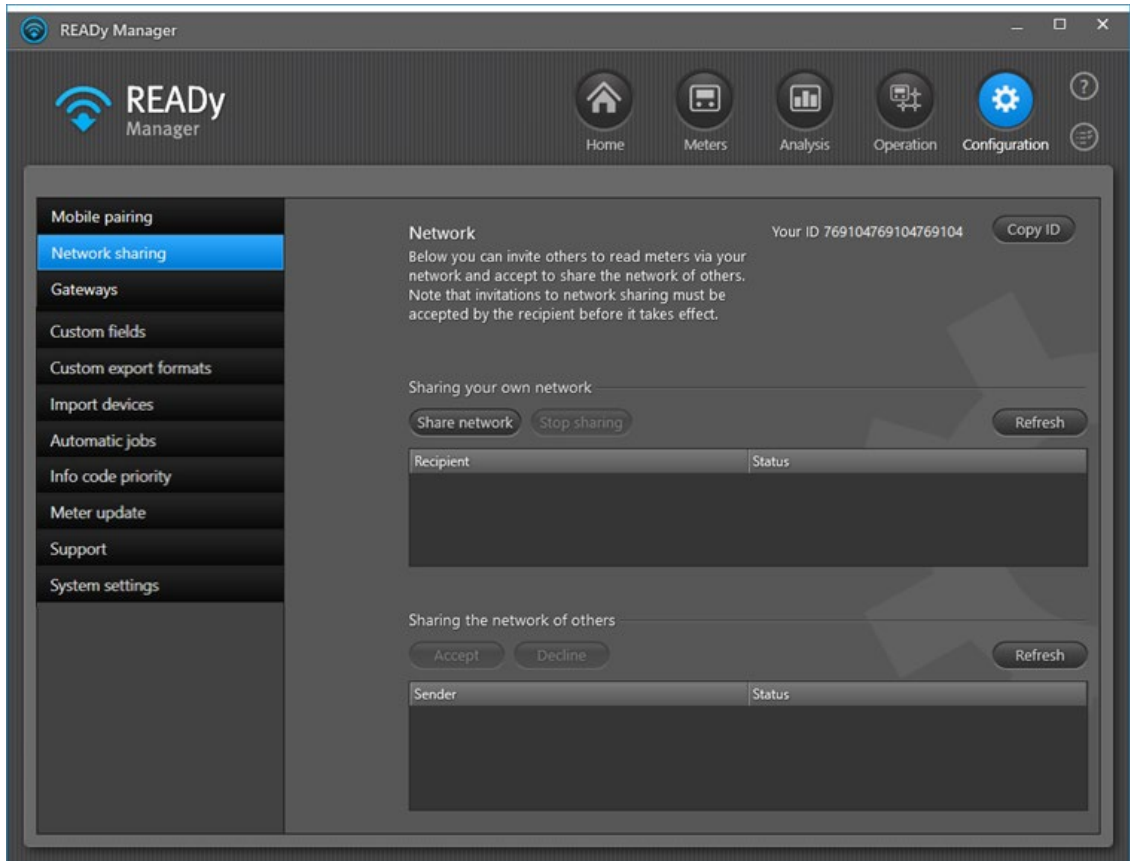 READy Manager
READy
Manager
Home
Meters
Analysis
Operation
Configuration
?
Mobile pairing
Network sharing
Gateways
Custom fields
Custom export formats
Import devices
Automatic jobs
Info code priority
Meter update
Support
System settings
Network
Your ID 769104769104769104
Copy ID
Below you can invite others to read meters via your
network and accept to share the network of others.
Note that invitations to network sharing must be
accepted by the recipient before it takes effect.
Sharing your own network
Share network
Stop sharing
Refresh
Recipient
Status
Sharing the network of others
Accept
Decline
Refresh
Sender
Status